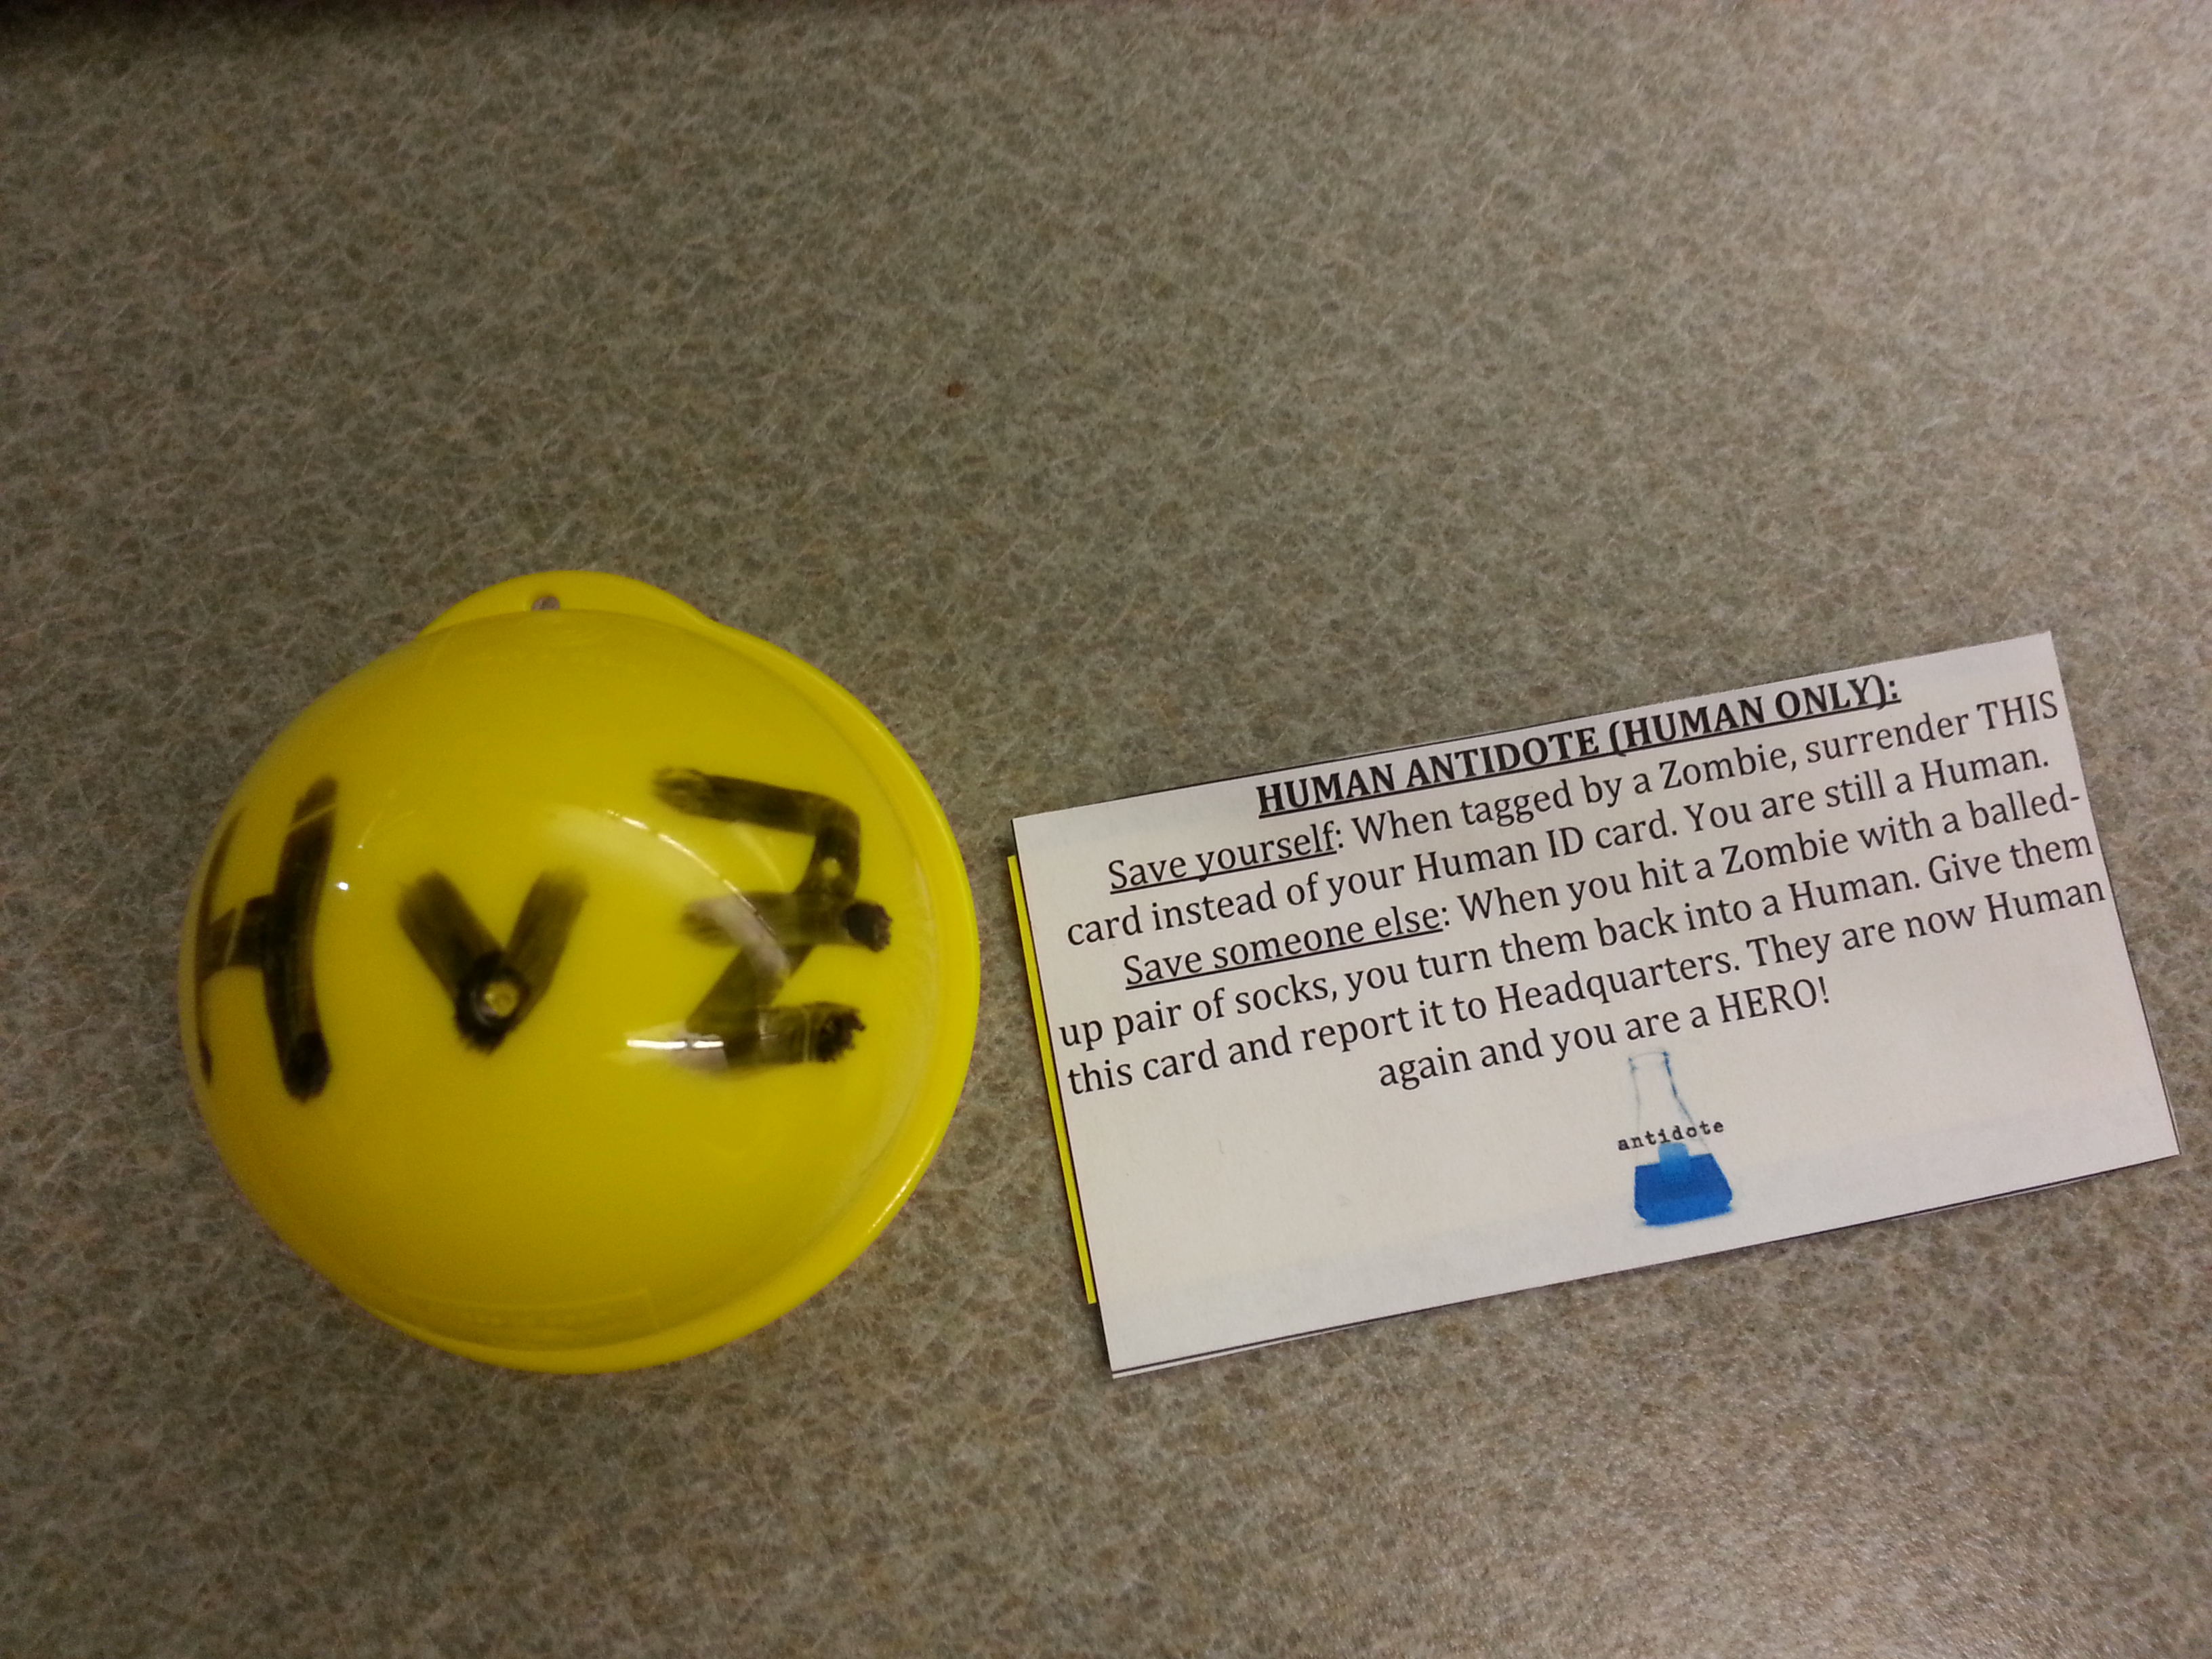 HvZ
HUMAN ANTIDOTE (HUMAN ONLY):
Save yourself: When tagged by a Zombie, surrender THIS
card instead of your Human ID card. You are still a Human.
Save someone else: When you hit a Zombie with a balled-
up pair of socks, you turn them back into a Human. Give them
this card and report it to Headquarters. They are now Human
again and you are a HERO!
antidote